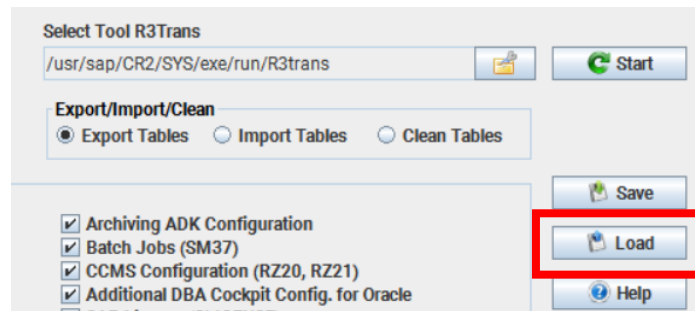 Select Tool R3Trans
/usr/sap/CR2/SYS/exe/run/R3trans
Start
Export/Import/Clean
Export Tables Import Tables Clean Tables
Save
Archiving ADK Configuration
Batch Jobs (SM37)
Load
CCMS Configuration (RZ20, RZ21)
Additional DBA Cockpit Config. for Oracle
Help